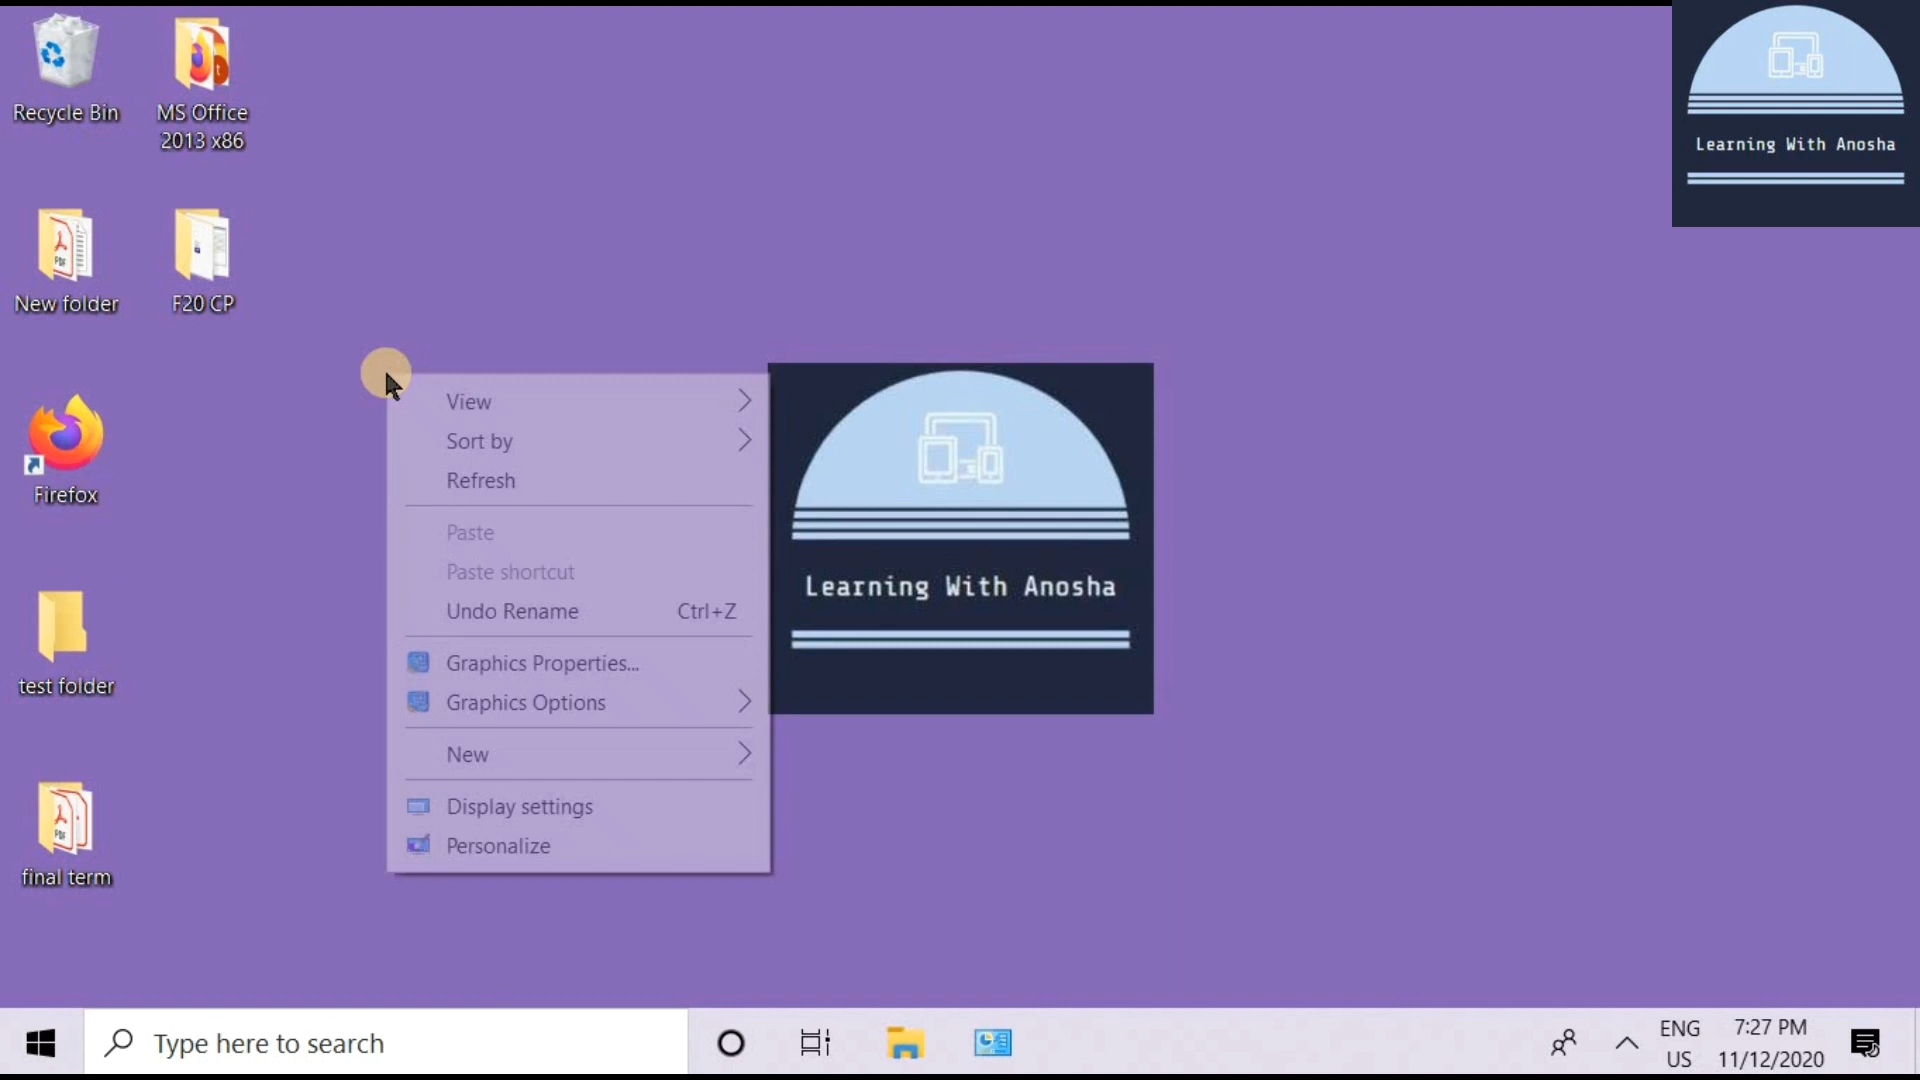 Recycle Bin
MS Office
2013 x86
Learning With Anosha
New folder
F20 CP
Firefox
test folder
final term
View
Sort by
Refresh
Paste
Paste shortcut
Undo Rename Ctrl+Z
Graphics Properties...
Graphics Options
New
Display settings
Personalize
Learning With Anosha
Type here to search
ENG
US
7:27 PM
11/12/2020